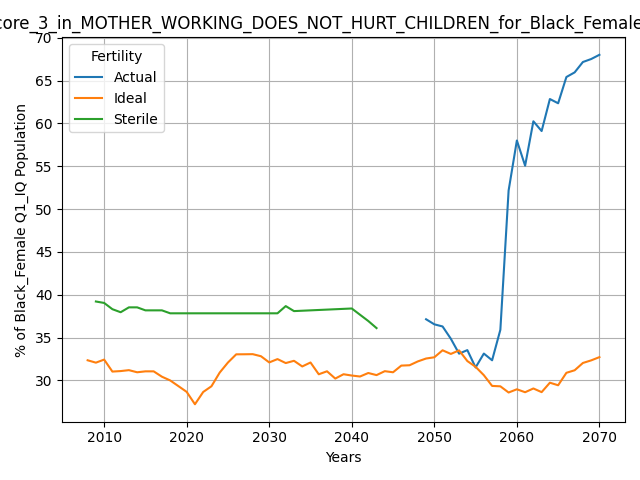 core_3_in_MOTHER_WORKING_DOES_NOT_HURT_CHILDREN_for_Black_Female
Fertility
Actual
Ideal
Sterile
% of Black_Female Q1_IQ Population
70
65
60
55
50
45
40
35
30
2010 2020 2030 2040 2050 2060 2070
Years